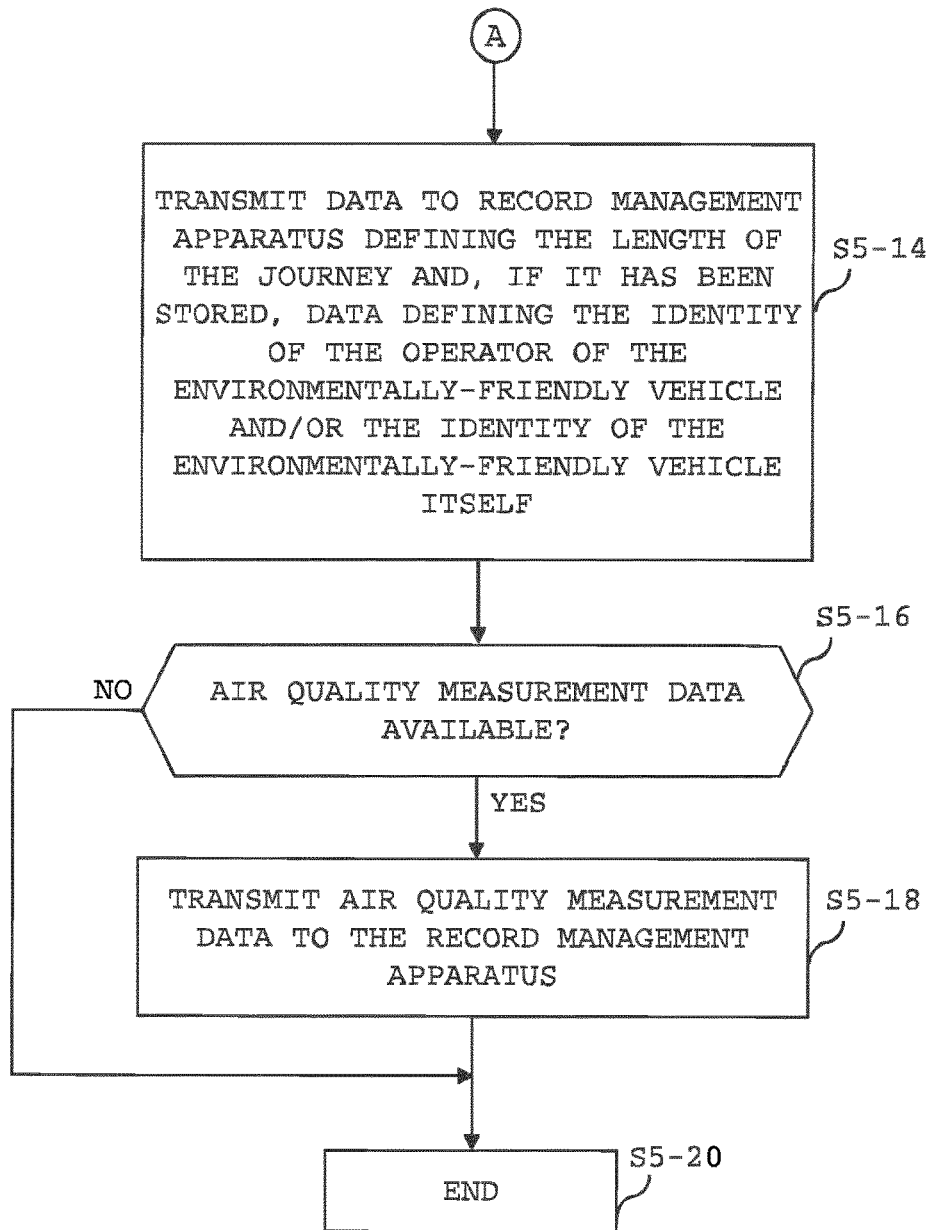 A
TRANSMIT DATA TO RECORD MANAGEMENT
APPARATUS DEFINING THE LENGTH OF
THE JOURNEY AND, IF IT HAS BEEN
STORED, DATA DEFINING THE IDENTITY
OF THE OPERATOR OF THE
ENVIRONMENTALLY-FRIENDLY VEHICLE
AND/OR THE IDENTITY OF THE
ENVIRONMENTALLY-FRIENDLY VEHICLE
ITSELF
S5-14
S5-16
NO
AIR QUALITY MEASUREMENT DATA
AVAILABLE?
YES
TRANSMIT AIR QUALITY MEASUREMENT
DATA TO THE RECORD MANAGEMENT
APPARATUS
S5-18
S5-20
END